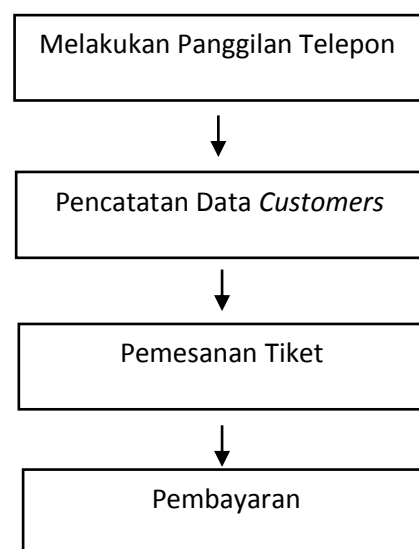 Melakukan Panggilan Telepon
Pencatatan Data Customers
Pemesanan Tiket
Pembayaran